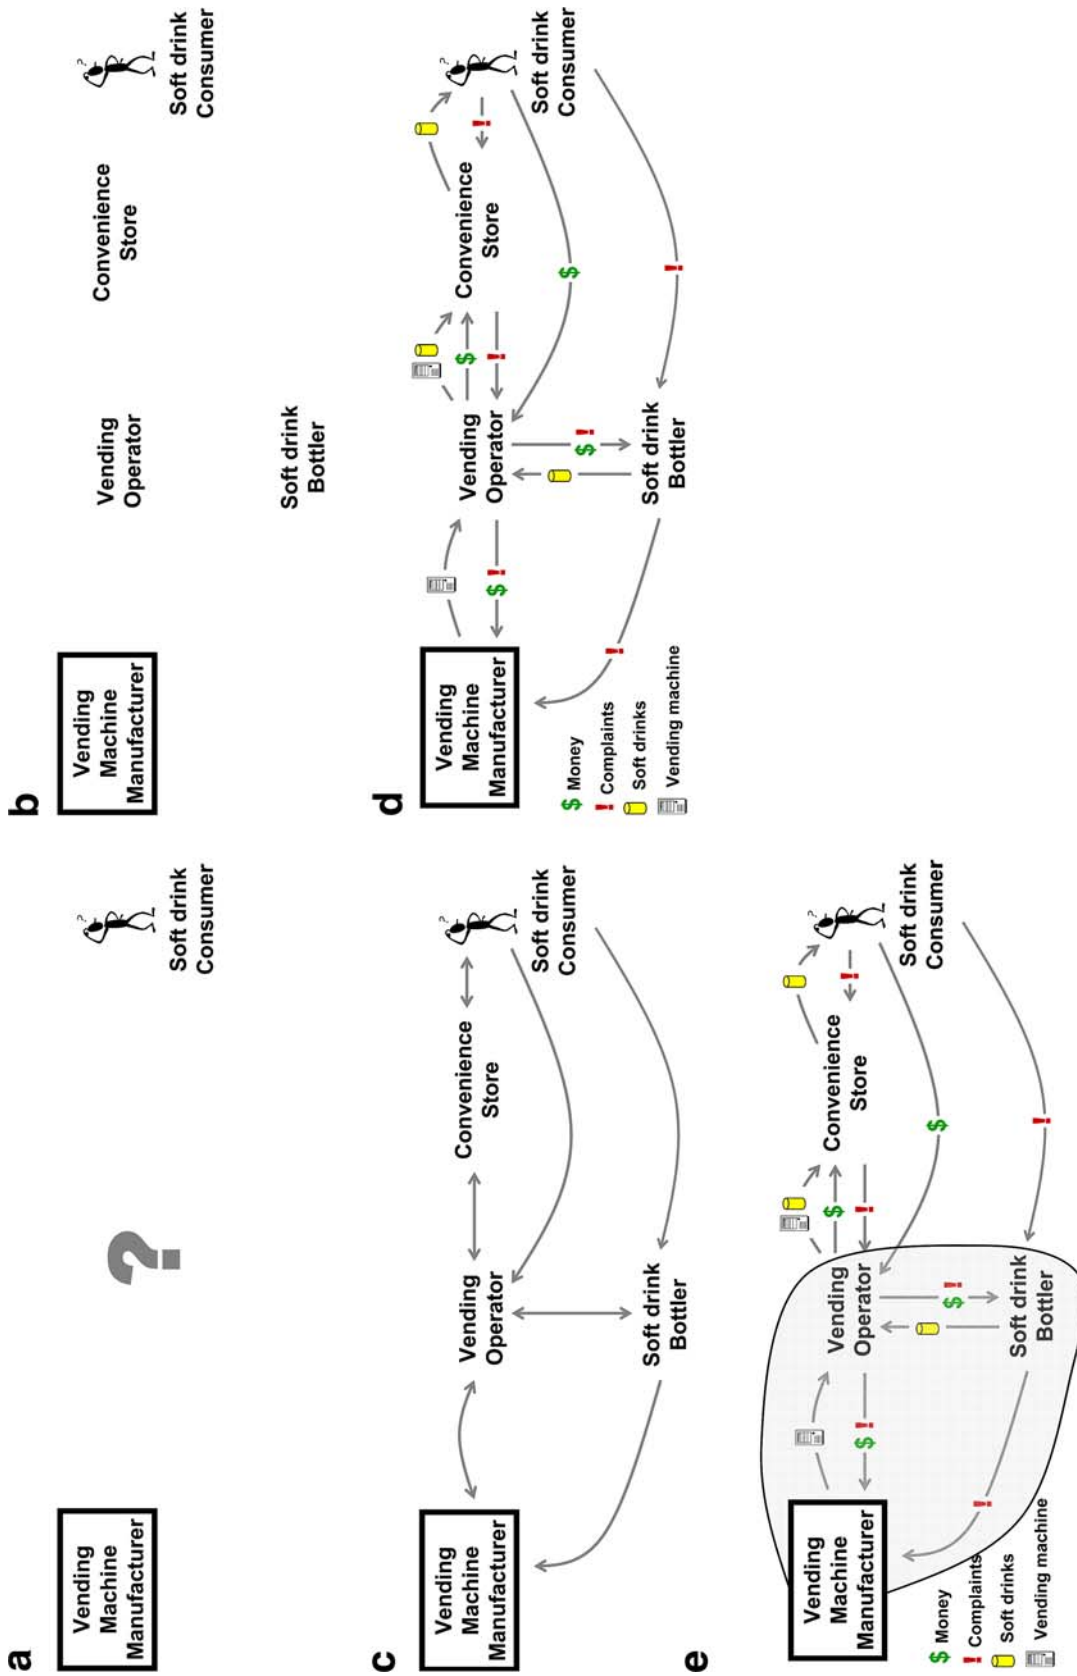 a
Vending
Machine
Manufacturer
?
?
Soft drink
Consumer
b
Vending
Machine
Manufacturer
Vending
Operator
Soft drink
Bottler
Convenience
Store
?
Soft drink
Consumer
c
Vending
Machine
Manufacturer
Vending
Operator
Soft drink
Bottler
Convenience
Store
?
Soft drink
Consumer
d
Vending
Machine
Manufacturer
$ !
!
Vending
Operator
$ !
Soft drink
Bottler
$
!
Convenience
Store
!
$
!
?
Soft drink
Consumer
$ Money
! Complaints
Soft drinks
Vending machine
e
Vending
Machine
Manufacturer
$ !
!
Vending
Operator
$ !
Soft drink
Bottler
$
!
Convenience
Store
!
$
!
?
Soft drink
Consumer
$ Money
! Complaints
Soft drinks
Vending machine